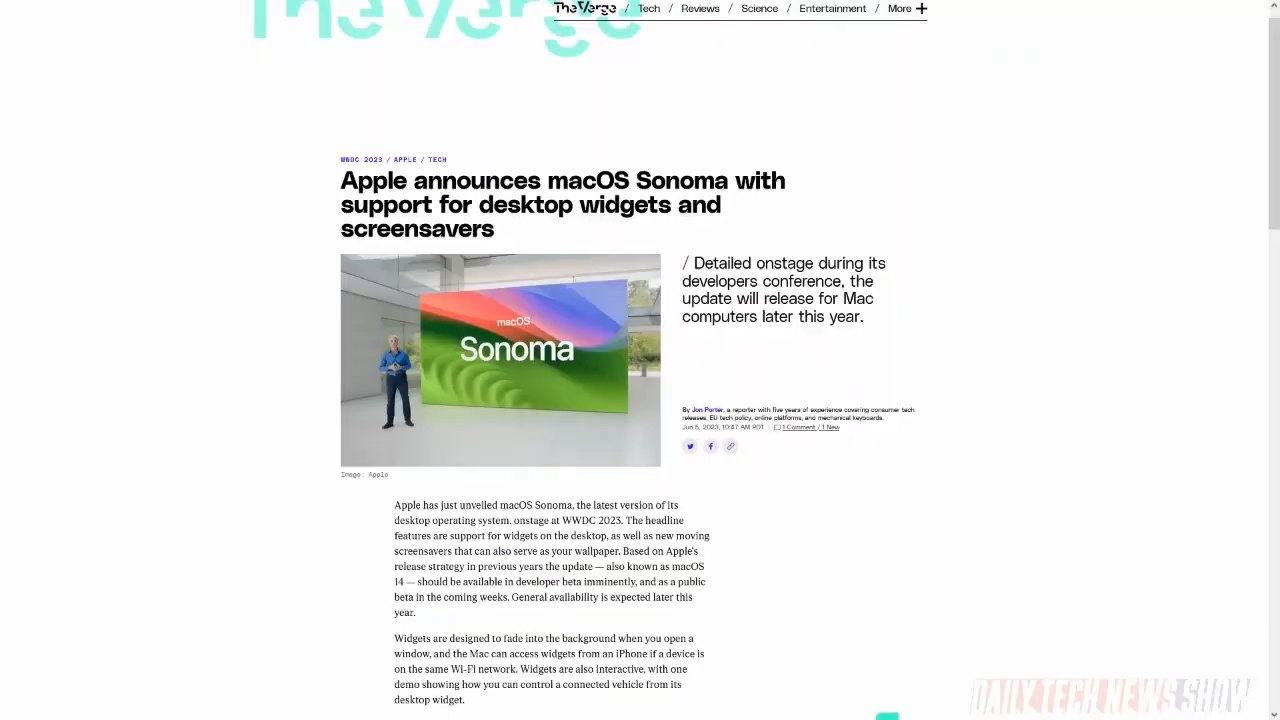 The Verge
The Verge / Tech / Reviews / Science / Entertainment / More +
WWDC 2023 / APPLE / TECH
Apple announces macOS Sonoma with
support for desktop widgets and
screensavers
macOS
Sonoma
/ Detailed onstage during its
developers conference, the
update will release for Mac
computers later this year.
By Jon Porter, a reporter with five years of experience covering consumer tech
releases, EU tech policy, online platforms, and mechanical keyboards.
Jun 5, 2023, 10:47 AM PDT | 1 Comment / 1 New
Image: Apple
Apple has just unveiled macOS Sonoma, the latest version of its
desktop operating system, onstage at WWDC 2023. The headline
features are support for widgets on the desktop, as well as new moving
screensavers that can also serve as your wallpaper. Based on Apple's
release strategy in previous years the update — also known as macOS
14 — should be available in developer beta imminently, and as a public
beta in the coming weeks. General availability is expected later this
year.
Widgets are designed to fade into the background when you open a
window, and the Mac can access widgets from an iPhone if a device is
on the same Wi-Fi network. Widgets are also interactive, with one
demo showing how you can control a connected vehicle from its
desktop widget.
DAILY TECH NEWS SHOW